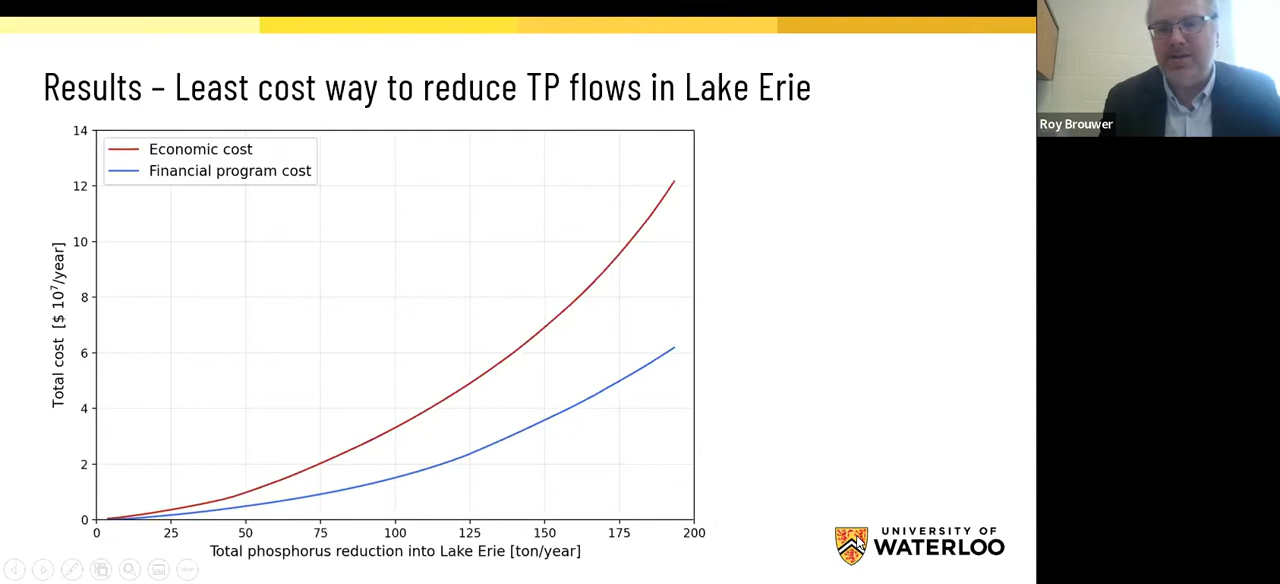 Results – Least cost way to reduce TP flows in Lake Erie
Roy Brouwer
Economic cost
Financial program cost
14
12
10
8
6
4
2
0
Total cost [$ 10⁷/year]
0 25 50 75 100 125 150 175 200
Total phosphorus reduction into Lake Erie [ton/year]
UNIVERSITY OF
WATERLOO